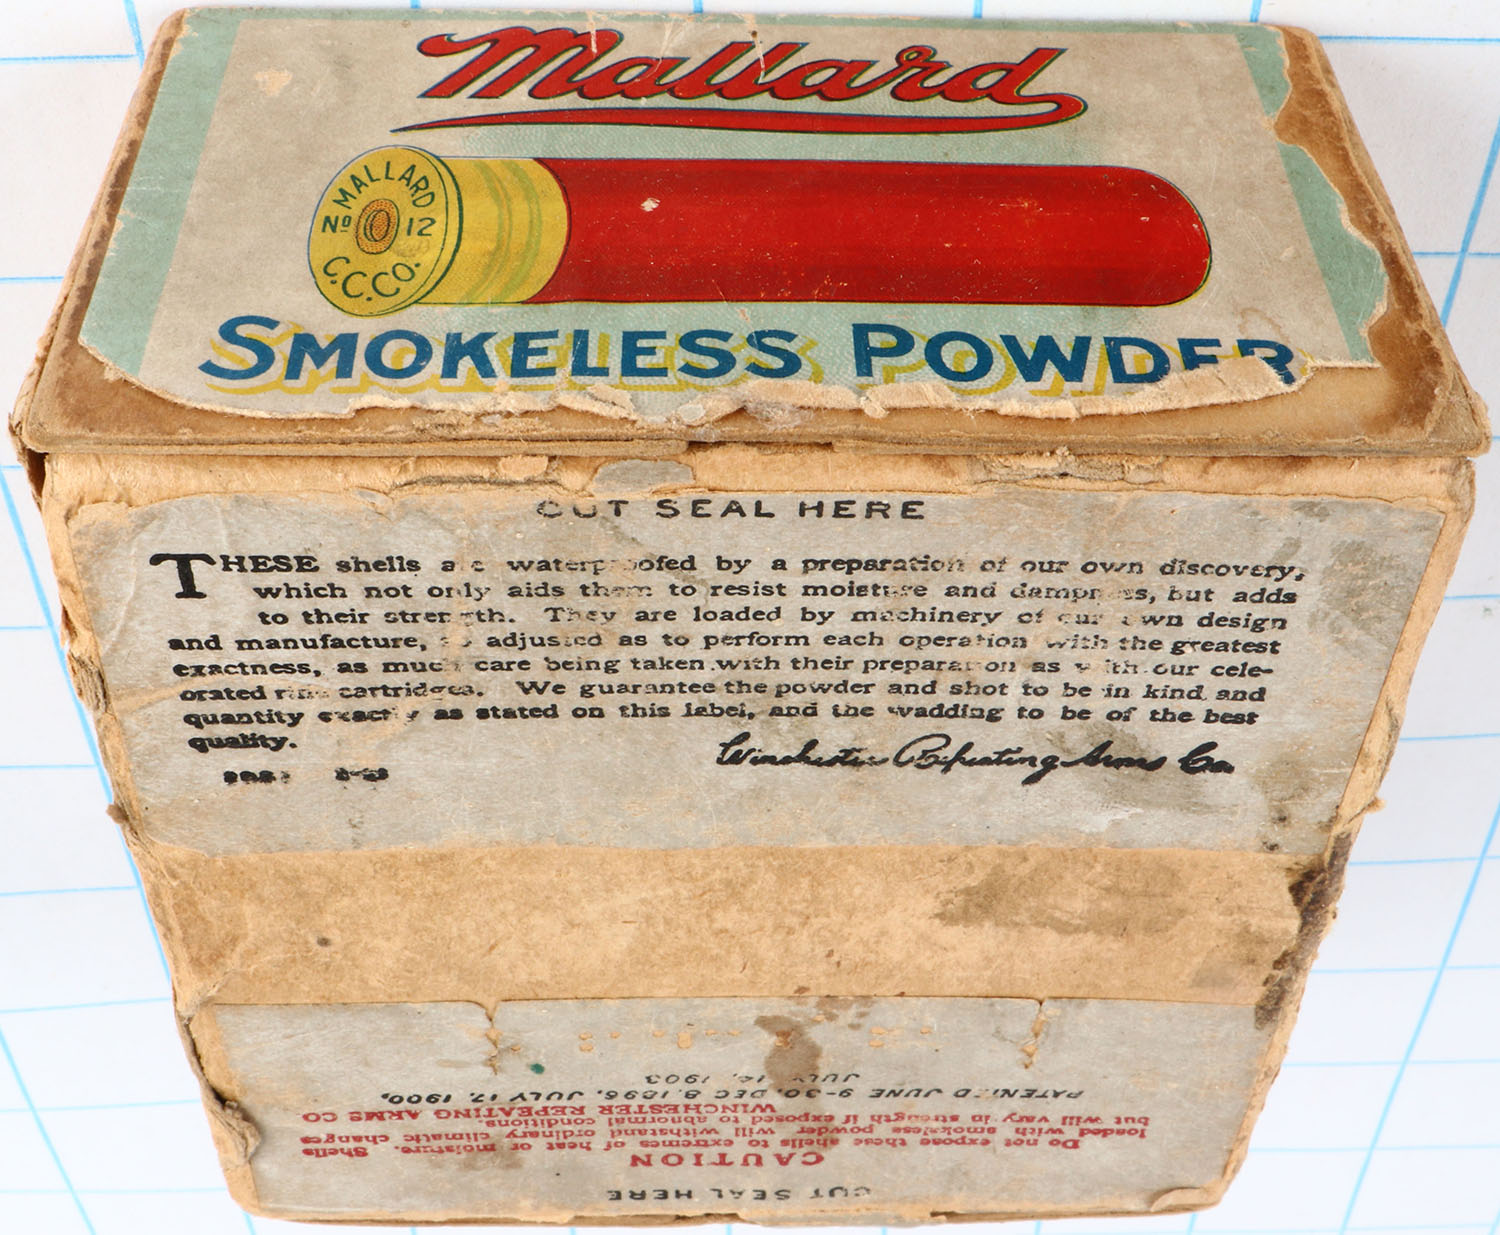 Mallard
MALLARD
No 12
C.C.CO.
SMOKELESS POWDER
CUT SEAL HERE
THESE shells are waterproofed by a preparation of our own discovery,
which not only aids them to resist moisture and dampness, but adds
to their strength. They are loaded by machinery of our own design
and manufacture, so adjusted as to perform each operation with the greatest
exactness, as much care being taken with their preparation as with our cele-
brated rim cartridges. We guarantee the powder and shot to be in kind and
quantity exactly as stated on this label, and the wadding to be of the best
quality.
Winchester Repeating Arms Co.
CUT SEAL HERE
CAUTION
Do not expose these shells to extremes of heat or moisture. Shells
loaded with smokeless powder will withstand ordinary climatic changes
but will vary in strength if exposed to abnormal conditions.
WINCHESTER REPEATING ARMS CO.
PATENTED JUNE 9-30, DEC 8, 1896, JULY 17, 1900,
JULY 14, 1903